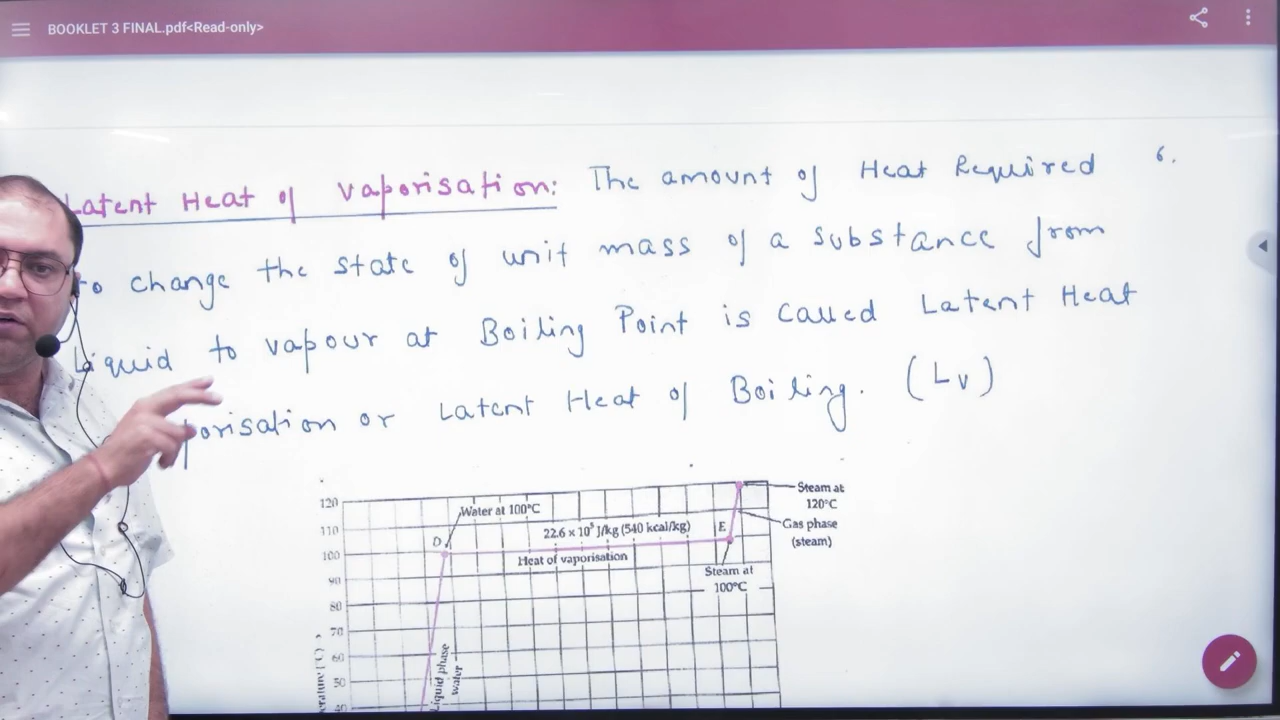 BOOKLET 3 FINAL.pdf<Read-only>
6.
Latent Heat of Vaporisation: The amount of Heat Required
to change the state of unit mass of a substance from
Liquid to vapour at Boiling Point is called Latent Heat
porisation or Latent Heat of Boiling. (Lv)
120
110
100
90
80
70
60
50
40
erature (°C)
Water at 100°C
D
22.6 x 10⁵ J/kg (540 kcal/kg)
E
Heat of vaporisation
Steam at
120°C
Gas phase
(steam)
Steam at
100°C
Liquid phase
water